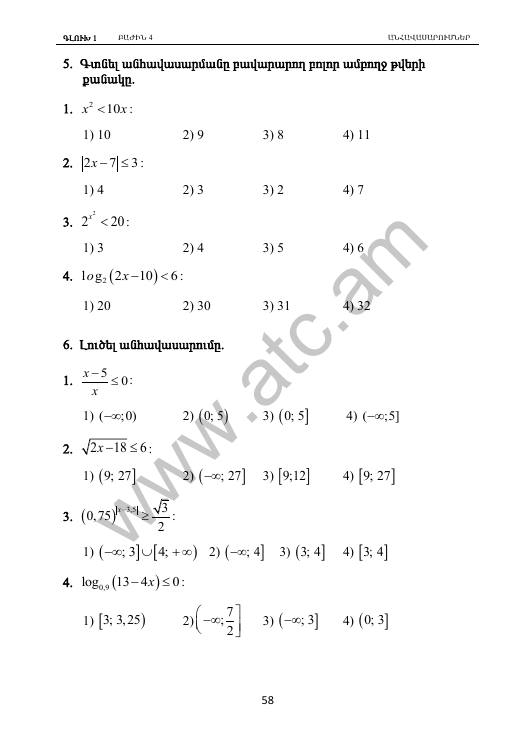 ԳԼՈՒԽ 1 ԲԱԺԻՆ 4 ԱՆՀԱՎԱՍԱՐՈՒՄՆԵՐ
5. Գտնել անհավասարմանը բավարարող բոլոր ամբողջ թվերի
քանակը.
1. x² < 10x :
1) 10 2) 9 3) 8 4) 11
2. |2x − 7| ≤ 3 :
1) 4 2) 3 3) 2 4) 7
3. 2^{x²} < 20 :
1) 3 2) 4 3) 5 4) 6
4. log₂ (2x − 10) < 6 :
1) 20 2) 30 3) 31 4) 32
6. Լուծել անհավասարումը.
1. (x − 5)/x ≤ 0 :
1) (−∞;0) 2) (0; 5) 3) (0; 5] 4) (−∞;5]
2. √(2x − 18) ≤ 6 :
1) (9; 27] 2) (−∞; 27] 3) [9;12] 4) [9; 27]
3. (0,75)^{|x−3,5|} ≥ √3/2 :
1) (−∞; 3]∪[4; +∞) 2) (−∞; 4] 3) (3; 4] 4) [3; 4]
4. log₀,₉ (13 − 4x) ≤ 0 :
1) [3; 3,25) 2) (−∞; 7/2] 3) (−∞; 3] 4) (0; 3]
58
www.atc.am